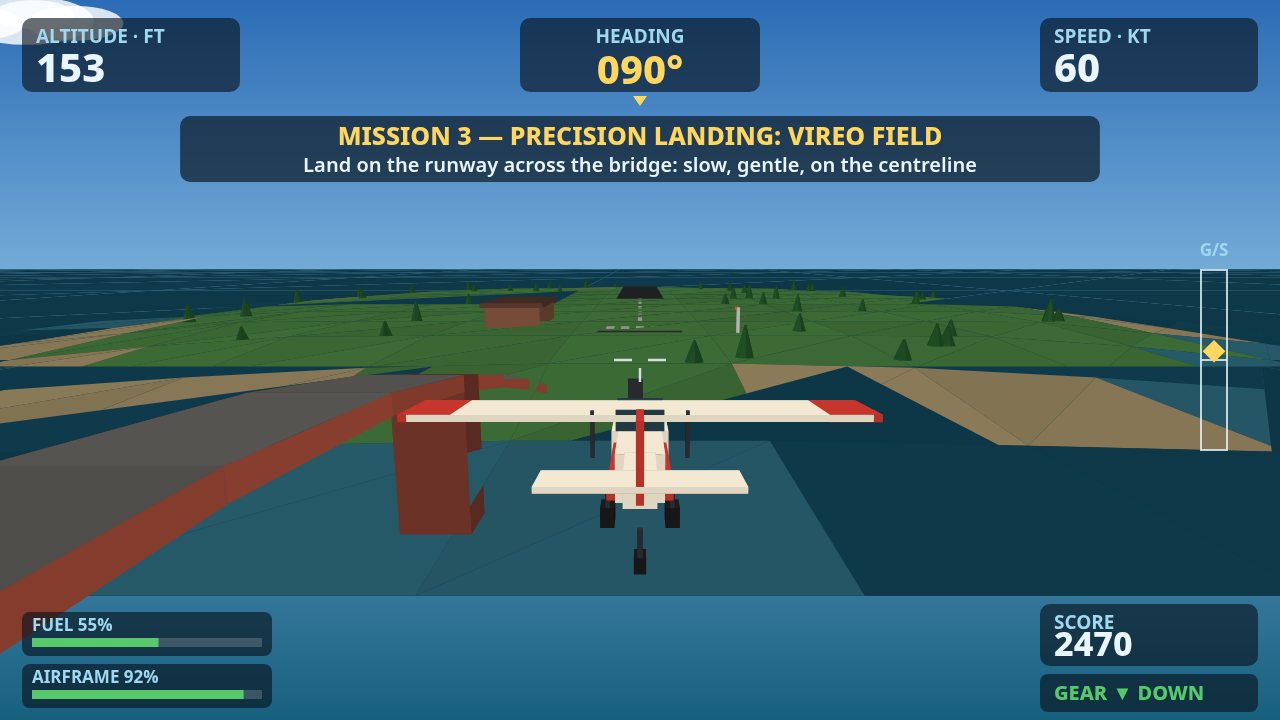 ALTITUDE · FT
153
HEADING
090°
SPEED · KT
60
MISSION 3 — PRECISION LANDING: VIREO FIELD
Land on the runway across the bridge: slow, gentle, on the centreline
G/S
FUEL 55%
AIRFRAME 92%
SCORE
2470
GEAR ▼ DOWN